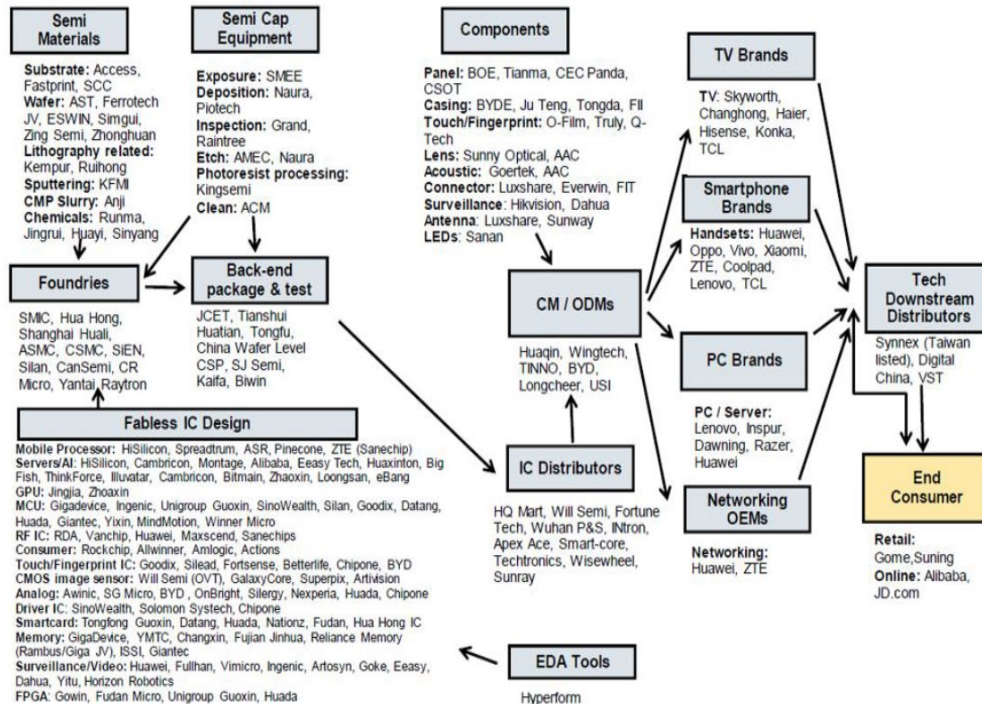 Semi
Materials
Substrate: Access,
Fastprint, SCC
Wafer: AST, Ferrotech
JV, ESWIN, Simgui,
Zing Semi, Zhonghuan
Lithography related:
Kempur, Ruihong
Sputtering: KFMI
CMP Slurry: Anji
Chemicals: Runma,
Jingrui, Huayi, Sinyang
Semi Cap
Equipment
Exposure: SMEE
Deposition: Naura,
Piotech
Inspection: Grand,
Raintree
Etch: AMEC, Naura
Photoresist processing:
Kingsemi
Clean: ACM
Components
Panel: BOE, Tianma, CEC Panda,
CSOT
Casing: BYDE, Ju Teng, Tongda, FII
Touch/Fingerprint: O-Film, Truly, Q-
Tech
Lens: Sunny Optical, AAC
Acoustic: Goertek, AAC
Connector: Luxshare, Everwin, FIT
Surveillance: Hikvision, Dahua
Antenna: Luxshare, Sunway
LEDs: Sanan
TV Brands
TV: Skyworth,
Changhong, Haier,
Hisense, Konka,
TCL
Smartphone
Brands
Handsets: Huawei,
Oppo, Vivo, Xiaomi,
ZTE, Coolpad,
Lenovo, TCL
Foundries
SMIC, Hua Hong,
Shanghai Huali,
ASMC, CSMC, SiEN,
Silan, CanSemi, CR
Micro, Yantai Raytron
Back-end
package & test
JCET, Tianshui
Huatian, Tongfu,
China Wafer Level
CSP, SJ Semi,
Kaifa, Biwin
CM / ODMs
Huaqin, Wingtech,
TINNO, BYD,
Longcheer, USI
PC Brands
PC / Server:
Lenovo, Inspur,
Dawning, Razer,
Huawei
Tech
Downstream
Distributors
Synnex (Taiwan
listed), Digital
China, VST
Fabless IC Design
Mobile Processor: HiSilicon, Spreadtrum, ASR, Pinecone, ZTE (Sanechip)
Servers/AI: HiSilicon, Cambricon, Montage, Alibaba, Eeasy Tech, Huaxinton, Big
Fish, ThinkForce, Illuvatar, Cambricon, Bitmain, Zhaoxin, Loongsan, eBang
GPU: Jingjia, Zhoaxin
MCU: Gigadevice, Ingenic, Unigroup Guoxin, SinoWealth, Silan, Goodix, Datang,
Huada, Giantec, Yixin, MindMotion, Winner Micro
RF IC: RDA, Vanchip, Huawei, Maxscend, Sanechips
Consumer: Rockchip, Allwinner, Amlogic, Actions
Touch/Fingerprint IC: Goodix, Silead, Fortsense, Betterlife, Chipone, BYD
CMOS image sensor: Will Semi (OVT), GalaxyCore, Superpix, Artivision
Analog: Awinic, SG Micro, BYD , OnBright, Silergy, Nexperia, Huada, Chipone
Driver IC: SinoWealth, Solomon Systech, Chipone
Smartcard: Tongfong Guoxin, Datang, Huada, Nationz, Fudan, Hua Hong IC
Memory: GigaDevice, YMTC, Changxin, Fujian Jinhua, Reliance Memory
(Rambus/Giga JV), ISSI, Giantec
Surveillance/Video: Huawei, Fullhan, Vimicro, Ingenic, Artosyn, Goke, Eeasy,
Dahua, Yitu, Horizon Robotics
FPGA: Gowin, Fudan Micro, Unigroup Guoxin, Huada
IC Distributors
HQ Mart, Will Semi, Fortune
Tech, Wuhan P&S, INtron,
Apex Ace, Smart-core,
Techtronics, Wisewheel,
Sunray
Networking
OEMs
Networking:
Huawei, ZTE
End
Consumer
Retail:
Gome,Suning
Online: Alibaba,
JD.com
EDA Tools
Hyperform